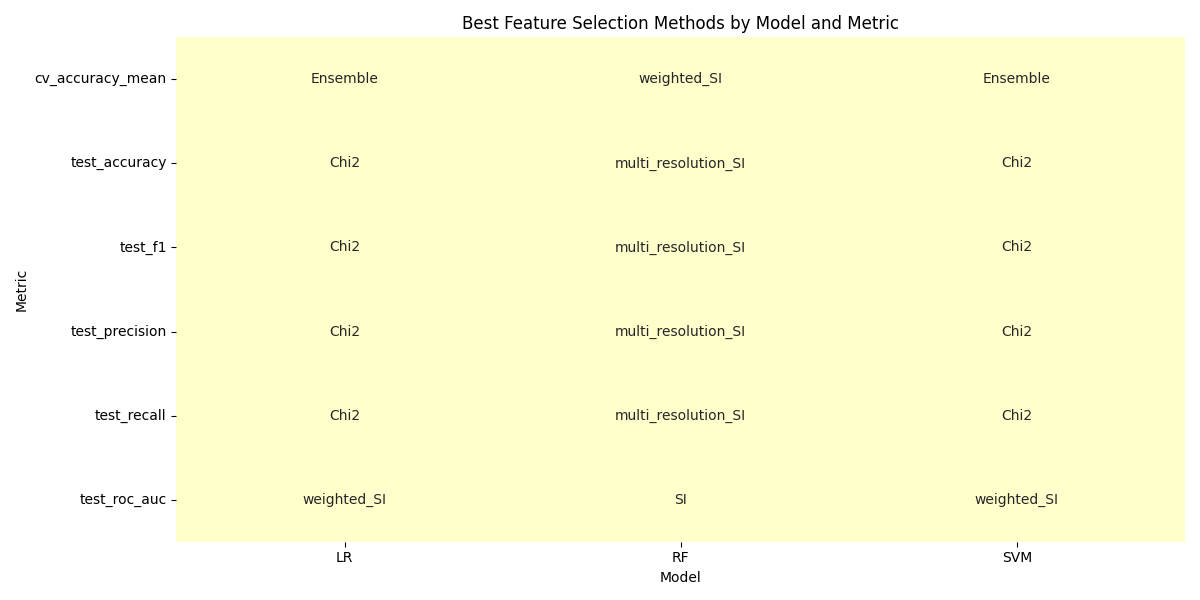 Best Feature Selection Methods by Model and Metric
cv_accuracy_mean Ensemble weighted_SI Ensemble
test_accuracy Chi2 multi_resolution_SI Chi2
test_f1 Chi2 multi_resolution_SI Chi2
Metric
test_precision Chi2 multi_resolution_SI Chi2
test_recall Chi2 multi_resolution_SI Chi2
test_roc_auc weighted_SI SI weighted_SI
LR RF SVM
Model